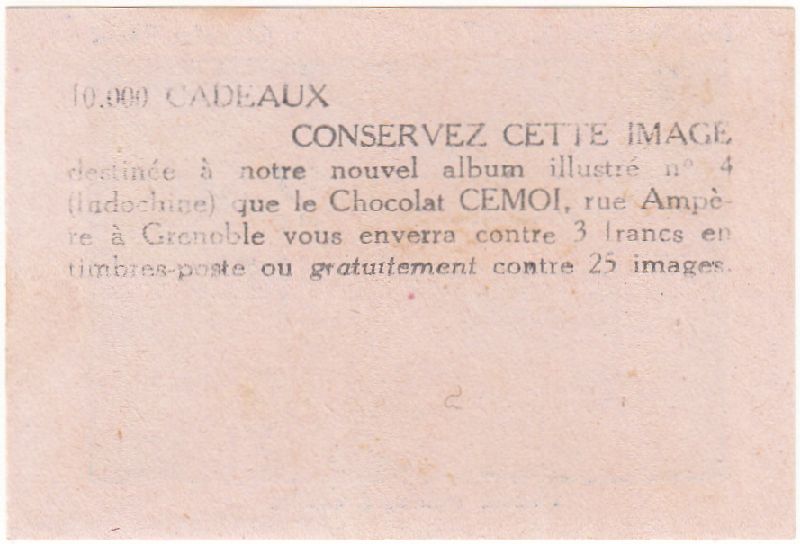 10.000 CADEAUX
CONSERVEZ CETTE IMAGE
destinée à notre nouvel album illustré n° 4
(Indochine) que le Chocolat CEMOI, rue Ampè-
re à Grenoble vous enverra contre 3 francs en
timbres-poste ou gratuitement contre 25 images.